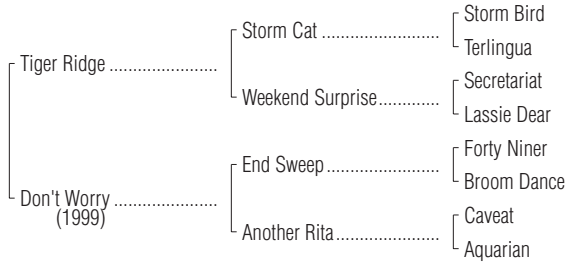 Storm Bird
Storm Cat ........................
Terlingua
Tiger Ridge ......................
Secretariat
Weekend Surprise.............
Lassie Dear
Forty Niner
End Sweep .......................
Broom Dance
Don't Worry .....................
(1999)
Caveat
Another Rita.....................
Aquarian